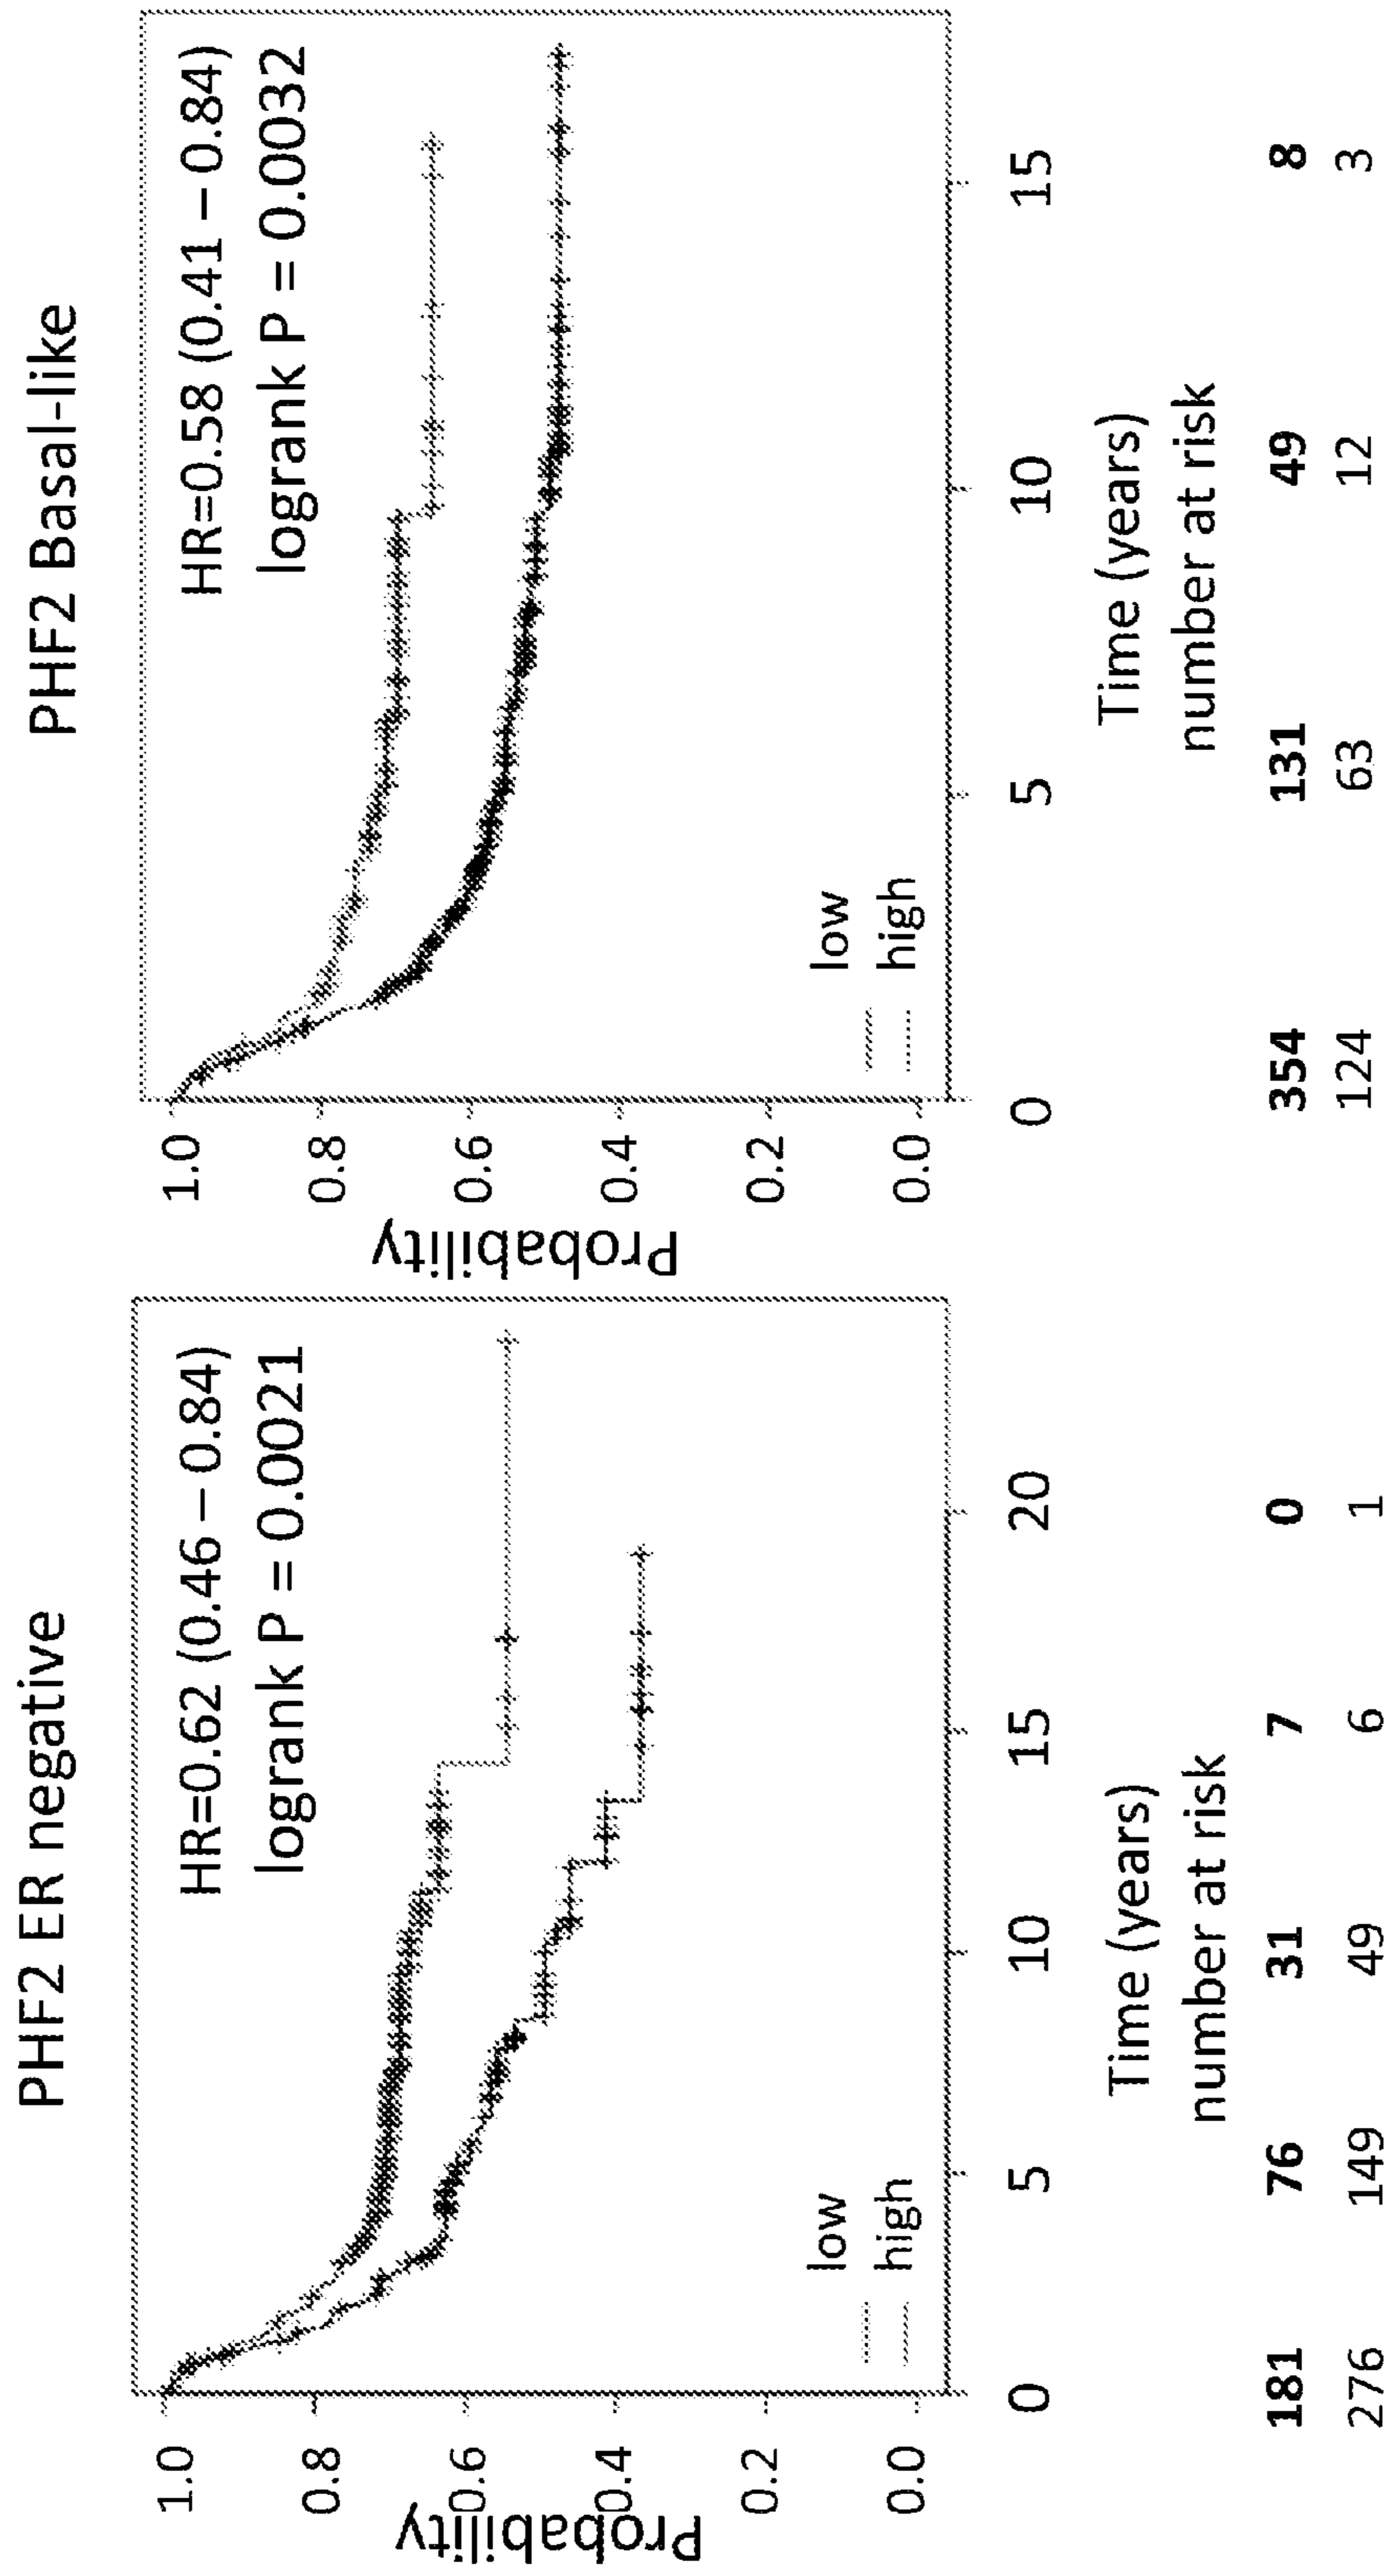 PHF2 ER negative
HR=0.62 (0.46 – 0.84)
logrank P = 0.0021
Probability
1.0
0.8
0.6
0.4
0.2
0.0
low
high
0 5 10 15 20
Time (years)
number at risk
181 76 31 7 0
276 149 49 6 1
PHF2 Basal-like
HR=0.58 (0.41 – 0.84)
logrank P = 0.0032
Probability
1.0
0.8
0.6
0.4
0.2
0.0
low
high
0 5 10 15
Time (years)
number at risk
354 131 49 8
124 63 12 3